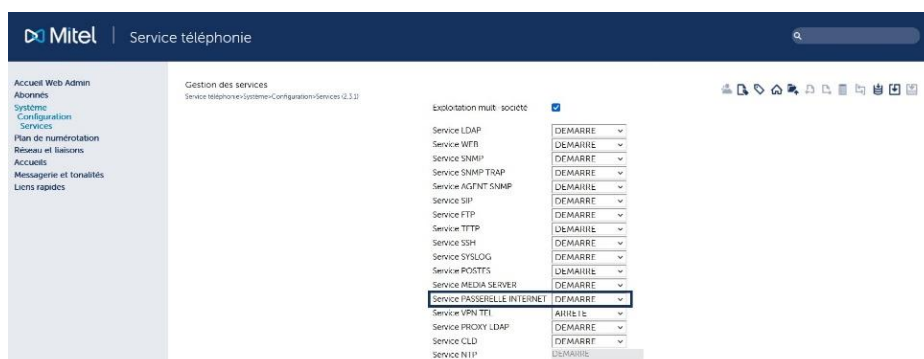 Mitel | Service téléphonie
Accueil Web Admin
Abonnés
Système
Configuration
Services
Plan de numérotation
Réseau et liaisons
Accueils
Messagerie et tonalités
Liens rapides
Gestion des services
Service téléphonie>Système>Configuration>Services (2.3.1)
Exploitation multi-société
Service LDAP DEMARRE
Service WEB DEMARRE
Service SNMP DEMARRE
Service SNMP TRAP DEMARRE
Service AGENT SNMP DEMARRE
Service SIP DEMARRE
Service FTP DEMARRE
Service TFTP DEMARRE
Service SSH DEMARRE
Service SYSLOG DEMARRE
Service POSTES DEMARRE
Service MEDIA SERVER DEMARRE
Service PASSERELLE INTERNET DEMARRE
Service VPN TEL ARRETE
Service PROXY LDAP DEMARRE
Service CLD DEMARRE
Service NTP DEMARRE